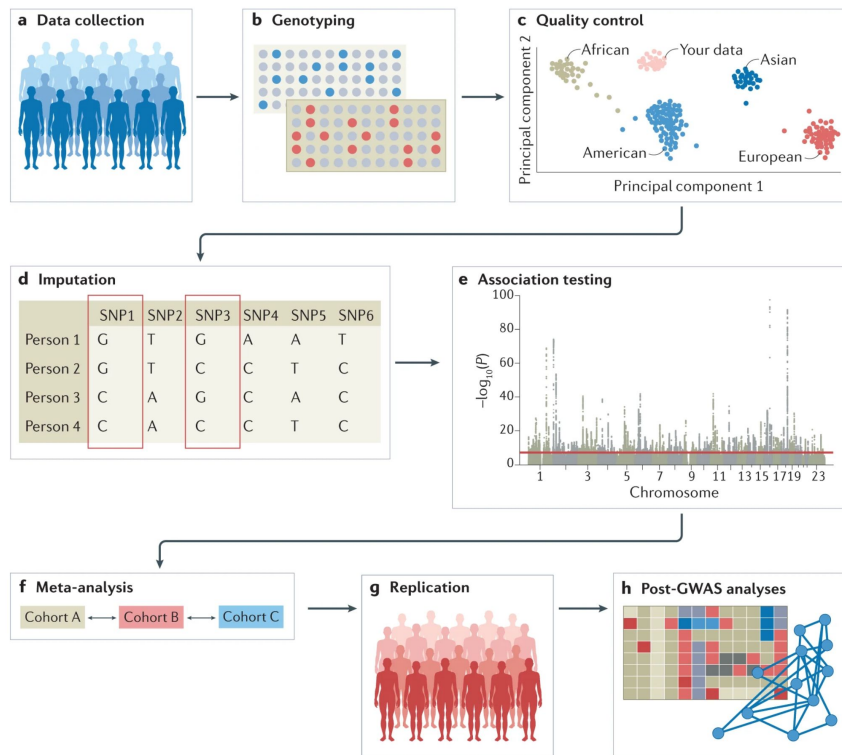 a Data collection
b Genotyping
c Quality control
Principal component 2
African
Your data
Asian
American
European
Principal component 1
d Imputation
SNP1 SNP2 SNP3 SNP4 SNP5 SNP6
Person 1 G T G A A T
Person 2 G T C C T C
Person 3 C A G C A C
Person 4 C A C C T C
e Association testing
–log10(P)
100
80
60
40
20
0
1 3 5 7 9 11 13 15 17 19 23
Chromosome
f Meta-analysis
Cohort A Cohort B Cohort C
g Replication
h Post-GWAS analyses